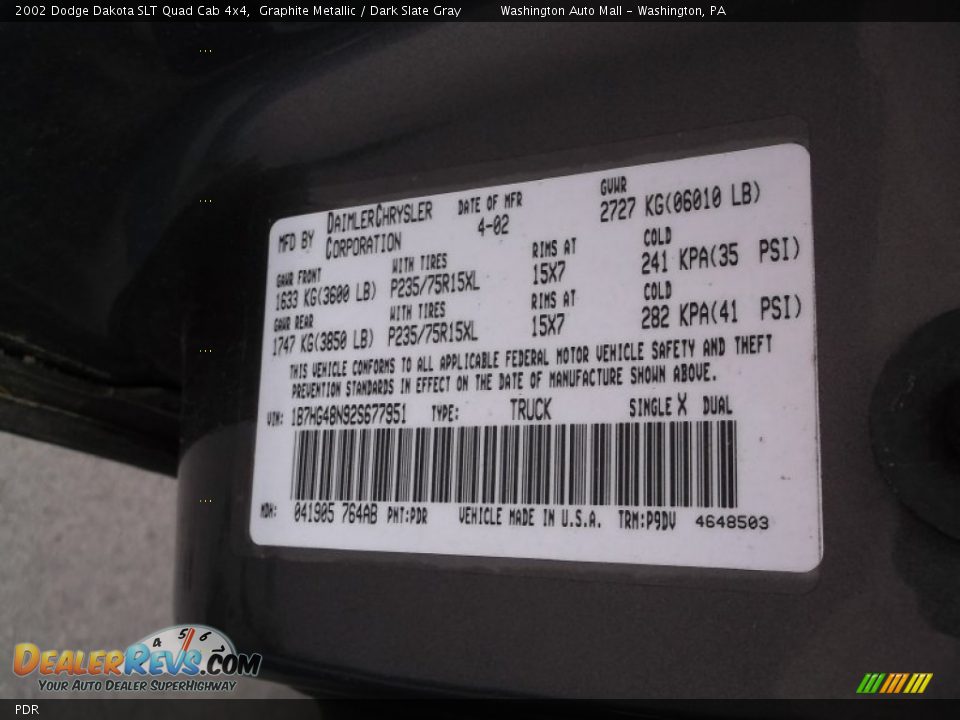 2002 Dodge Dakota SLT Quad Cab 4x4, Graphite Metallic / Dark Slate Gray Washington Auto Mall - Washington, PA
MFD BY DAIMLERCHRYSLER CORPORATION DATE OF MFR 4-02 GVWR 2727 KG(06010 LB)
GAWR FRONT WITH TIRES RIMS AT COLD
1633 KG(3600 LB) P235/75R15XL 15X7 241 KPA(35 PSI)
GAWR REAR WITH TIRES RIMS AT COLD
1747 KG(3850 LB) P235/75R15XL 15X7 282 KPA(41 PSI)
THIS VEHICLE CONFORMS TO ALL APPLICABLE FEDERAL MOTOR VEHICLE SAFETY AND THEFT
PREVENTION STANDARDS IN EFFECT ON THE DATE OF MANUFACTURE SHOWN ABOVE.
VIN: 1B7HG48N92S677951 TYPE: TRUCK SINGLE X DUAL
MDH: 041905 764AB PNT:PDR VEHICLE MADE IN U.S.A. TRM:P9DV 4648503
4 5 6
DEALERREVS.COM
YOUR AUTO DEALER SUPERHIGHWAY
PDR